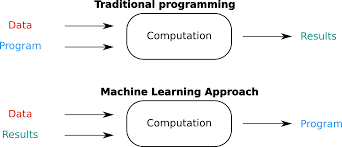 Traditional programming
Data
Program
Computation
Results
Machine Learning Approach
Data
Results
Computation
Program